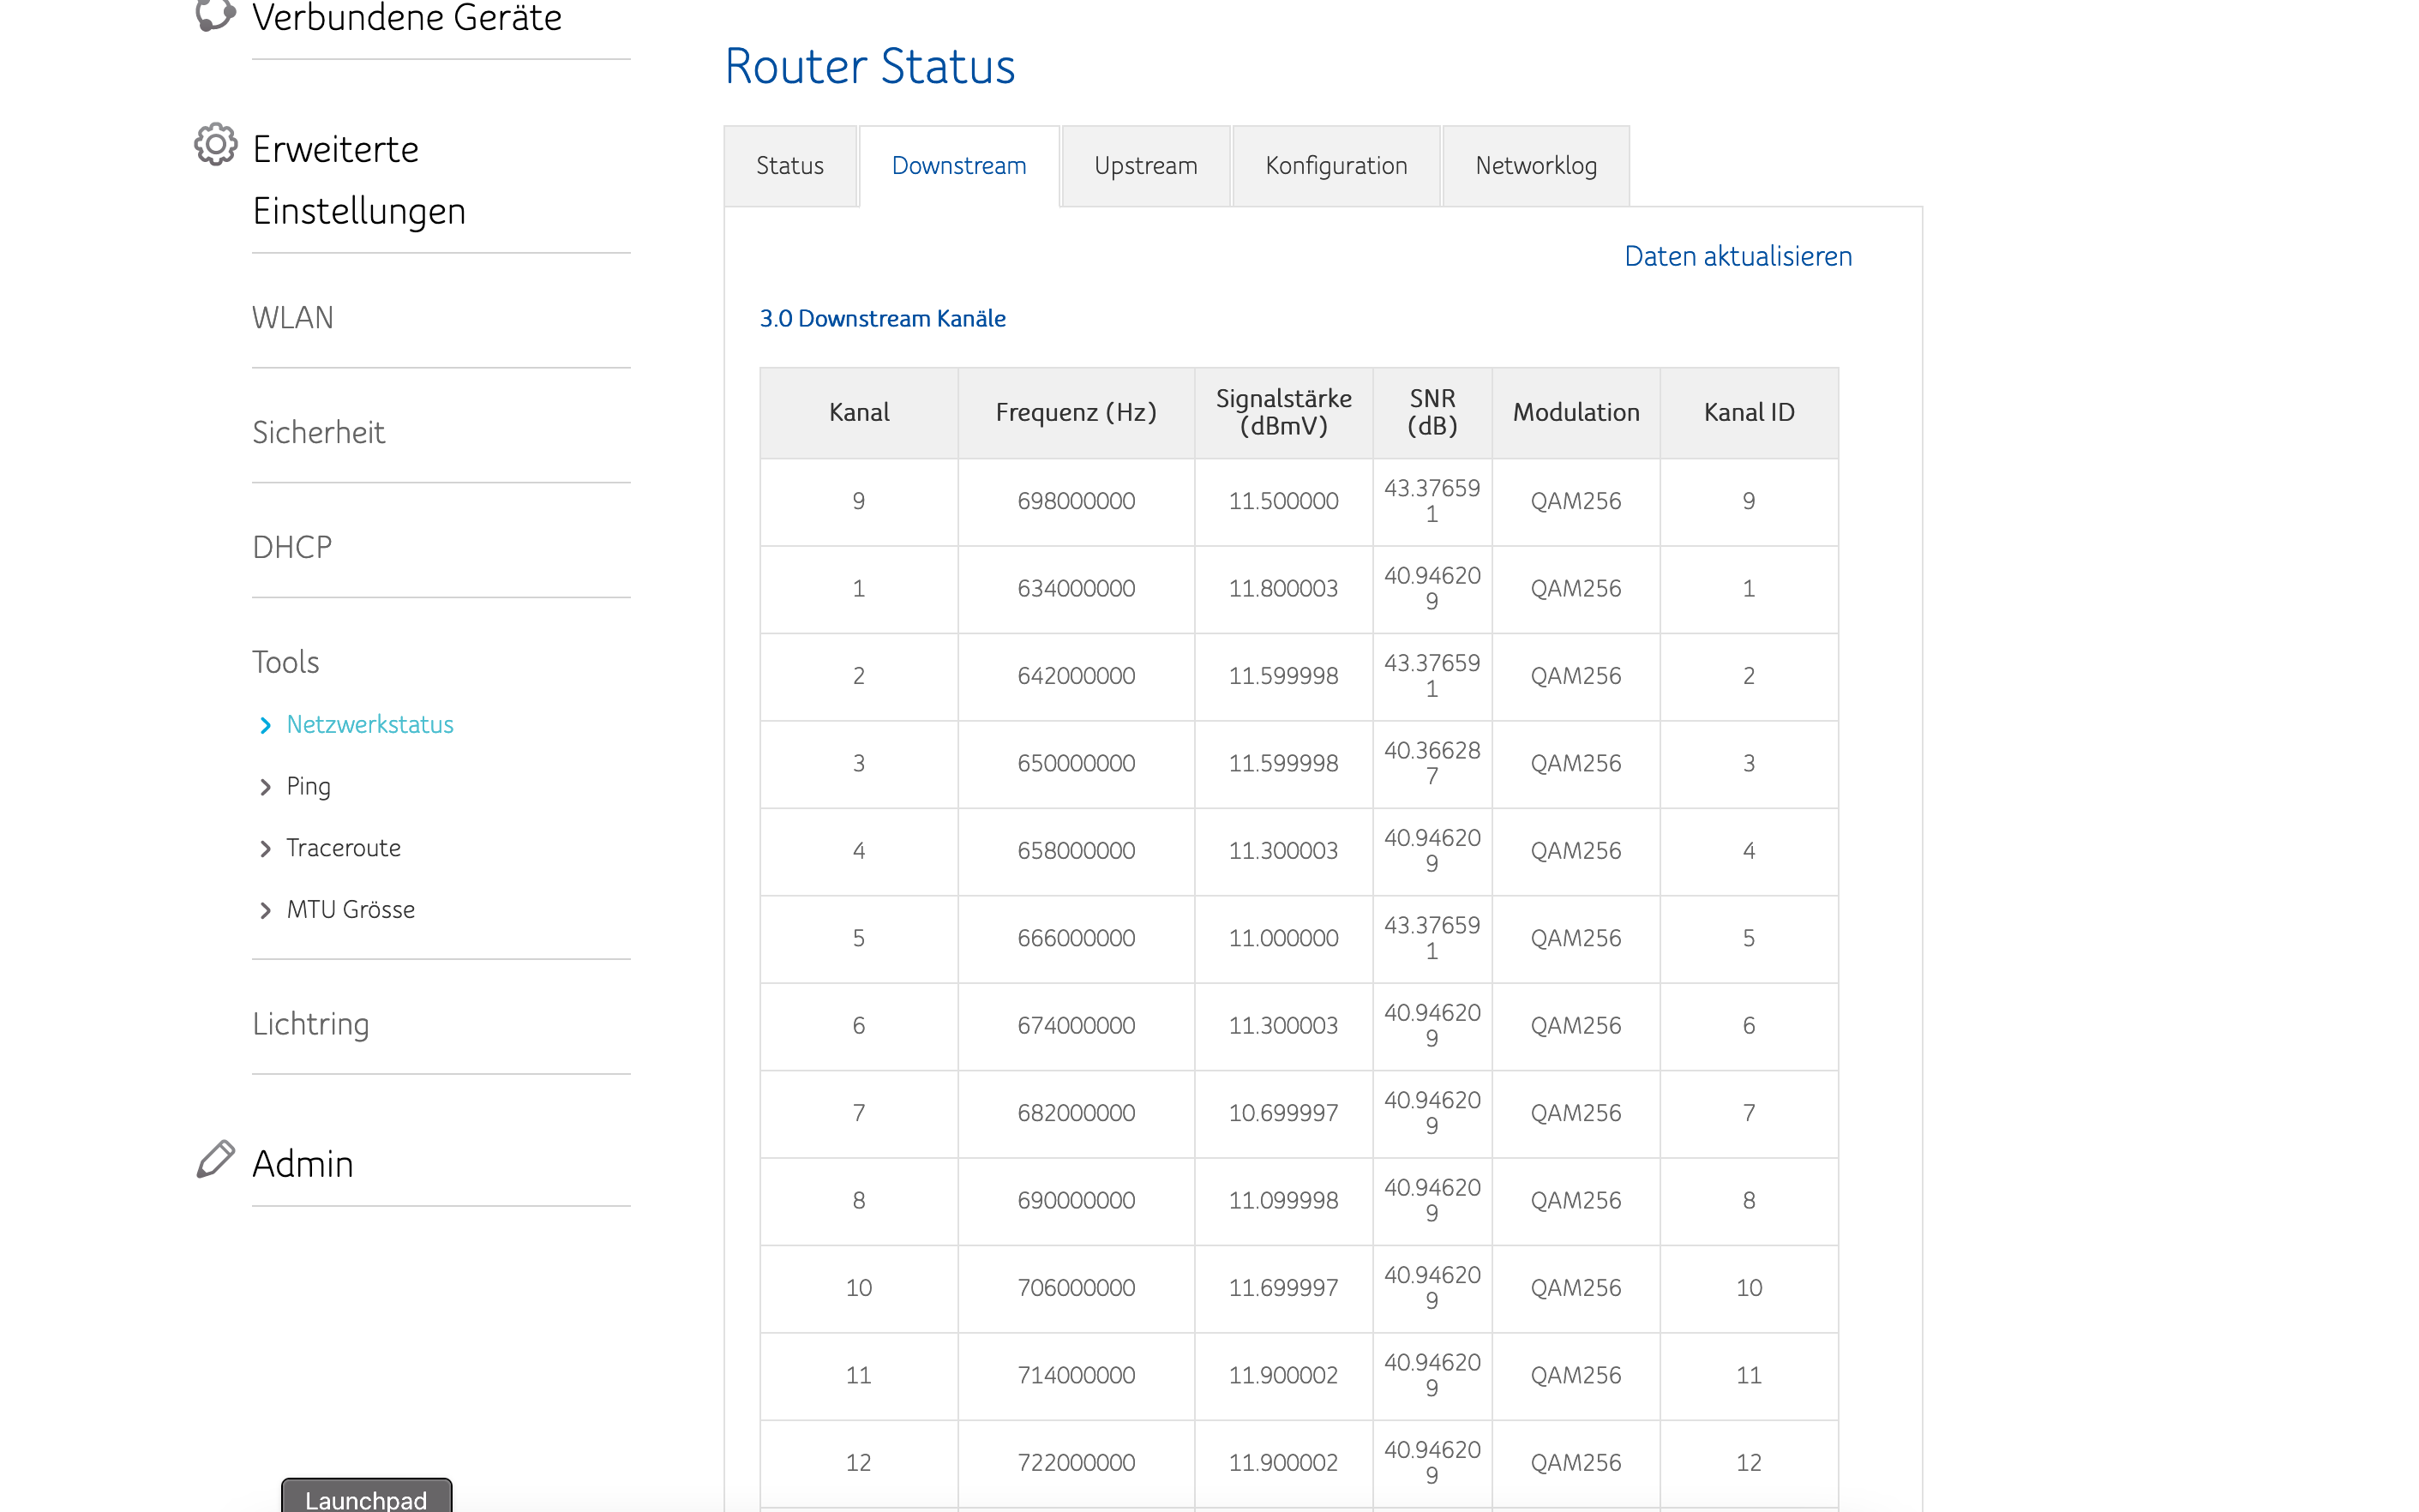 Verbundene Geräte
Erweiterte
Einstellungen
WLAN
Sicherheit
DHCP
Tools
Netzwerkstatus
Ping
Traceroute
MTU Grösse
Lichtring
Admin
Launchpad
Router Status
Status Downstream Upstream Konfiguration Networklog
Daten aktualisieren
3.0 Downstream Kanäle
Kanal Frequenz (Hz) Signalstärke (dBmV) SNR (dB) Modulation Kanal ID
9 698000000 11.500000 43.376591 QAM256 9
1 634000000 11.800003 40.946209 QAM256 1
2 642000000 11.599998 43.376591 QAM256 2
3 650000000 11.599998 40.366287 QAM256 3
4 658000000 11.300003 40.946209 QAM256 4
5 666000000 11.000000 43.376591 QAM256 5
6 674000000 11.300003 40.946209 QAM256 6
7 682000000 10.699997 40.946209 QAM256 7
8 690000000 11.099998 40.946209 QAM256 8
10 706000000 11.699997 40.946209 QAM256 10
11 714000000 11.900002 40.946209 QAM256 11
12 722000000 11.900002 40.946209 QAM256 12